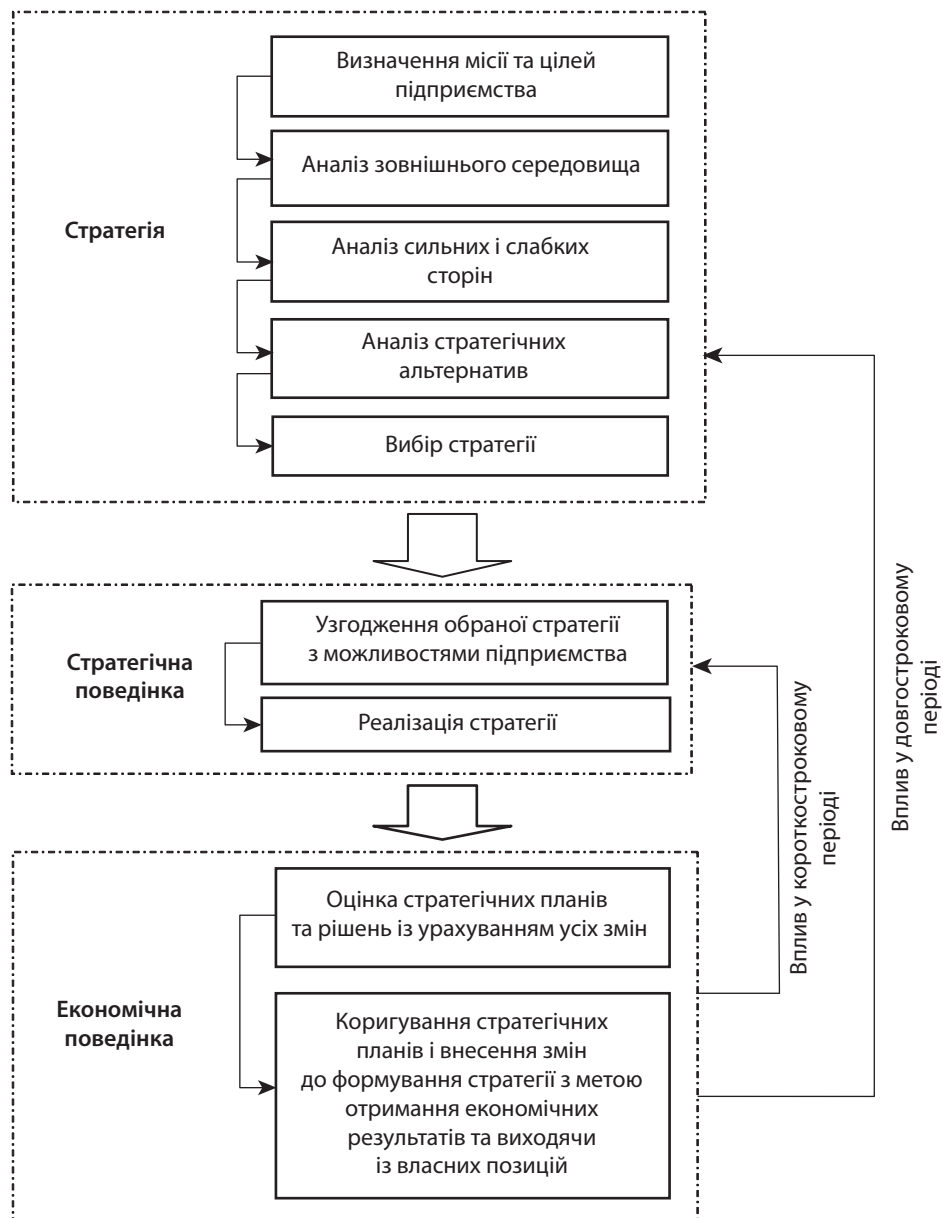 Визначення місії та цілей
підприємства
Аналіз зовнішнього середовища
Стратегія
Аналіз сильних і слабких
сторін
Аналіз стратегічних
альтернатив
Вибір стратегії
Узгодження обраної стратегії
з можливостями підприємства
Стратегічна
поведінка
Реалізація стратегії
Оцінка стратегічних планів
та рішень із урахуванням усіх змін
Економічна
поведінка
Коригування стратегічних
планів і внесення змін
до формування стратегії з метою
отримання економічних
результатів та виходячи
із власних позицій
Вплив у короткостроковому
періоді
Вплив у довгостроковому
періоді